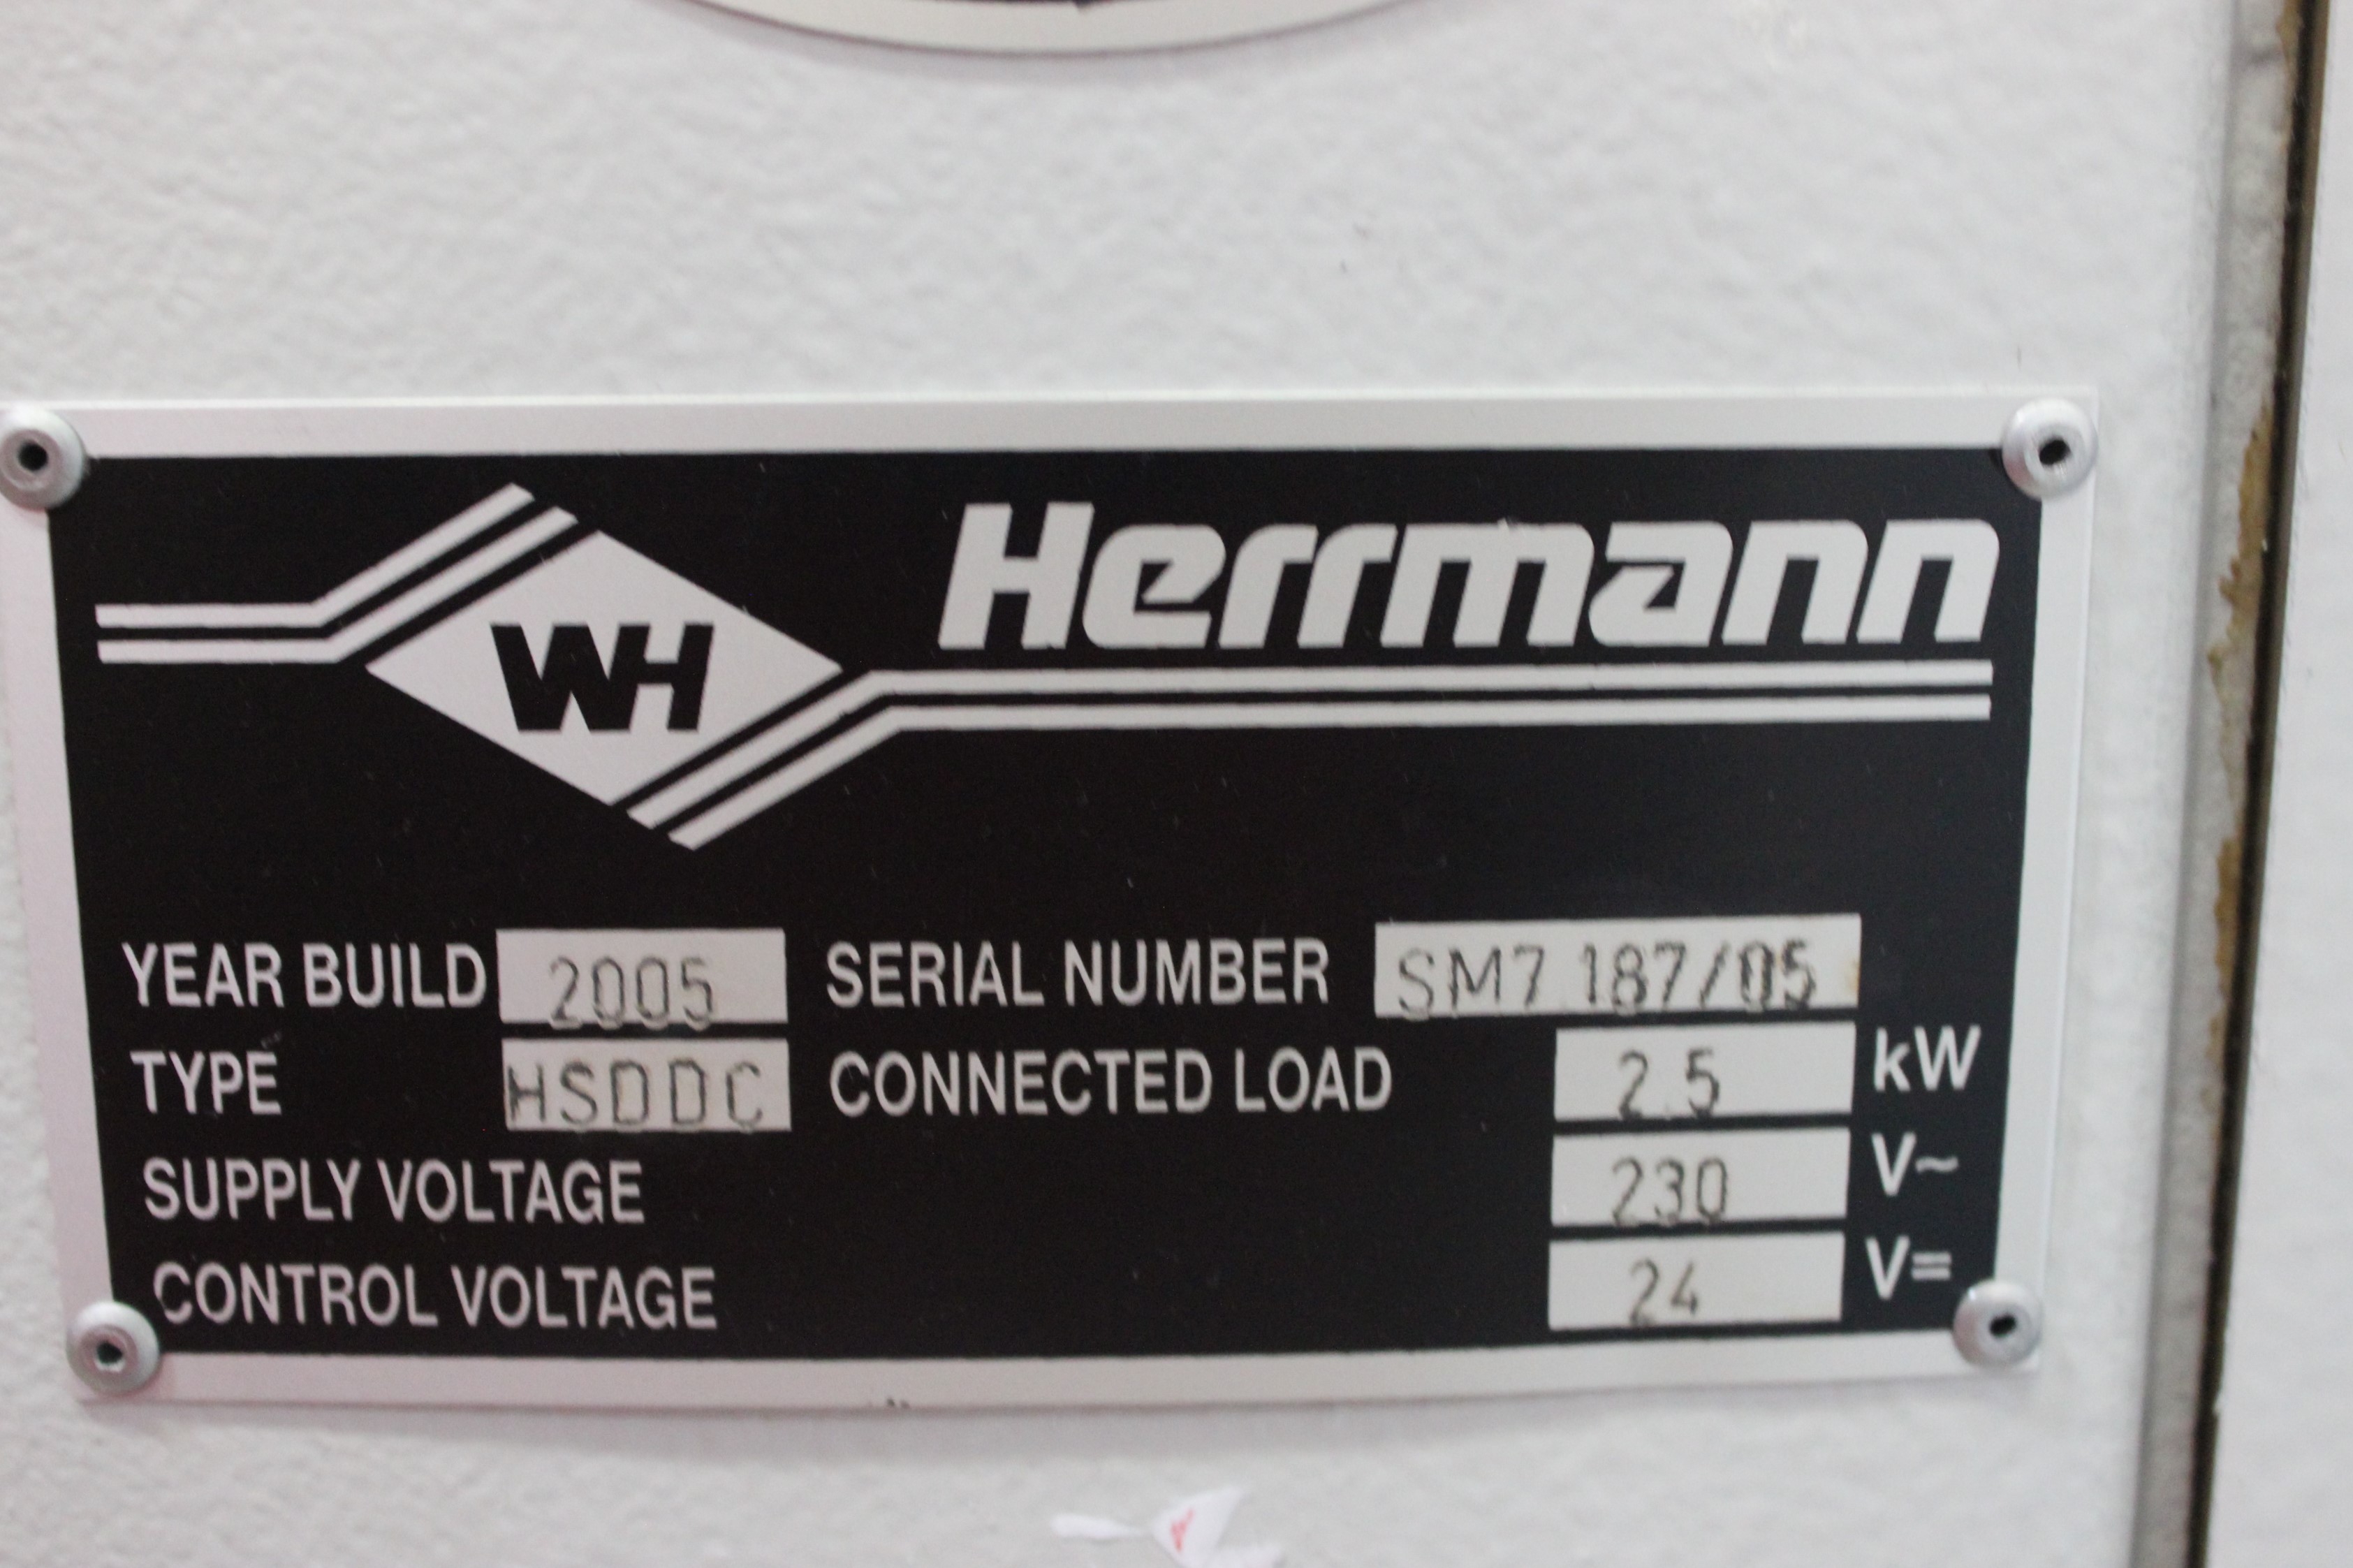 WH Herrmann
YEAR BUILD 2005 SERIAL NUMBER SM7 187/05
TYPE HSDDC CONNECTED LOAD 2.5 kW
SUPPLY VOLTAGE 230 V~
CONTROL VOLTAGE 24 V=